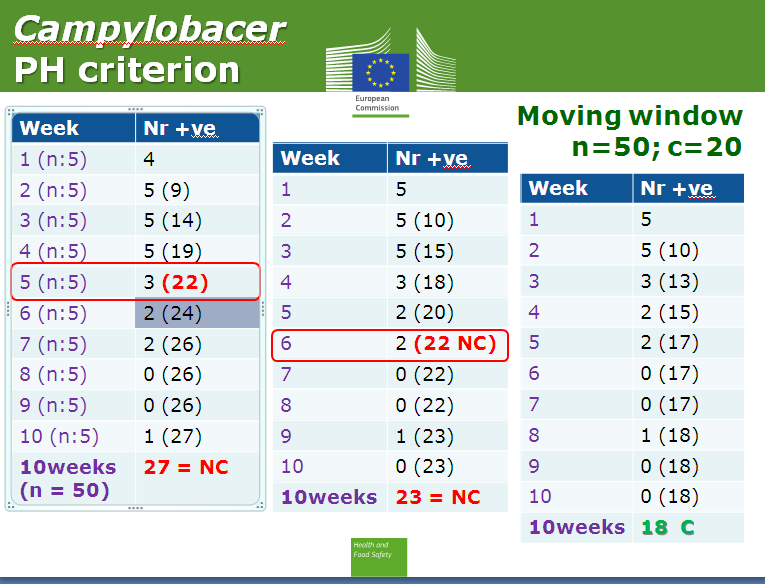 Campylobacer
PH criterion
European
Commission
Moving window
n=50; c=20
Week Nr +ve
1 (n:5) 4
2 (n:5) 5 (9)
3 (n:5) 5 (14)
4 (n:5) 5 (19)
5 (n:5) 3 (22)
6 (n:5) 2 (24)
7 (n:5) 2 (26)
8 (n:5) 0 (26)
9 (n:5) 0 (26)
10 (n:5) 1 (27)
10weeks 27 = NC
(n = 50)
Week Nr +ve
1 5
2 5 (10)
3 5 (15)
4 3 (18)
5 2 (20)
6 2 (22 NC)
7 0 (22)
8 0 (22)
9 1 (23)
10 0 (23)
10weeks 23 = NC
Week Nr +ve
1 5
2 5 (10)
3 3 (13)
4 2 (15)
5 2 (17)
6 0 (17)
7 0 (17)
8 1 (18)
9 0 (18)
10 0 (18)
10weeks 18 C
Health and
Food Safety